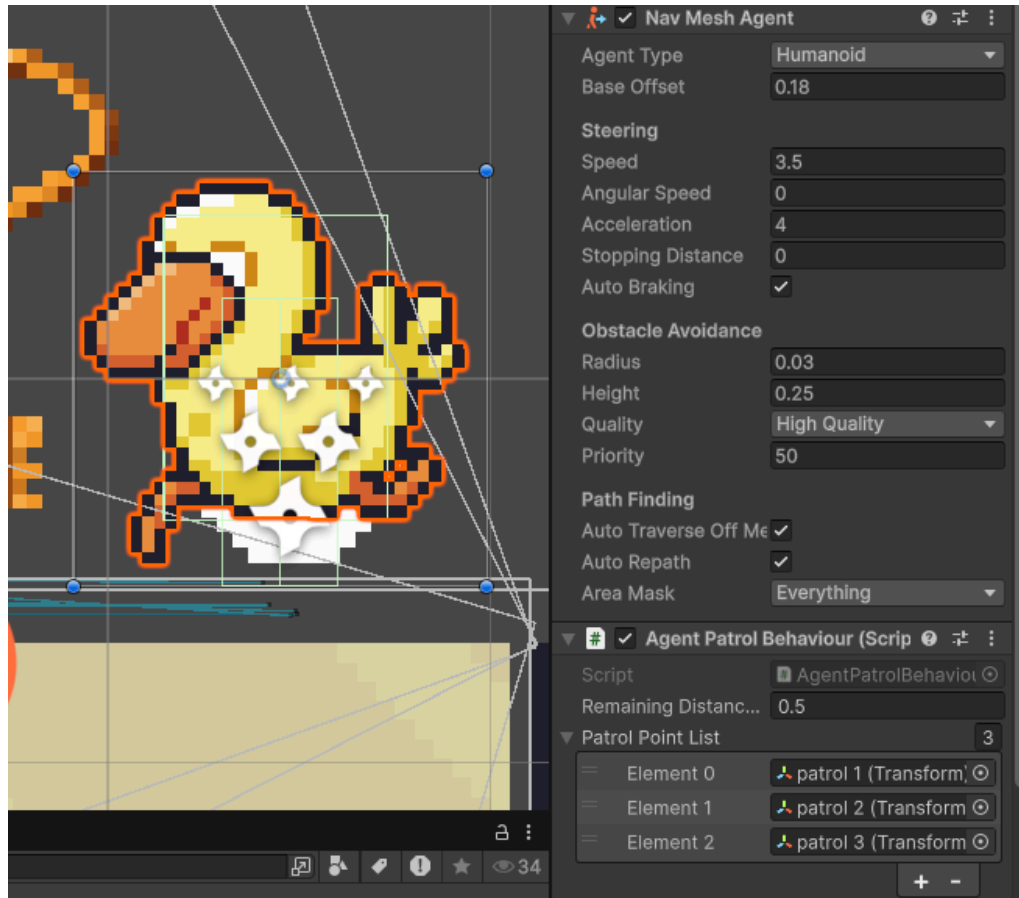 Nav Mesh Agent
Agent Type Humanoid
Base Offset 0.18
Steering
Speed 3.5
Angular Speed 0
Acceleration 4
Stopping Distance 0
Auto Braking
Obstacle Avoidance
Radius 0.03
Height 0.25
Quality High Quality
Priority 50
Path Finding
Auto Traverse Off Me
Auto Repath
Area Mask Everything
# Agent Patrol Behaviour (Scrip
Script # AgentPatrolBehaviou
Remaining Distanc... 0.5
Patrol Point List 3
Element 0 patrol 1 (Transform)
Element 1 patrol 2 (Transform
Element 2 patrol 3 (Transform
+ -
34